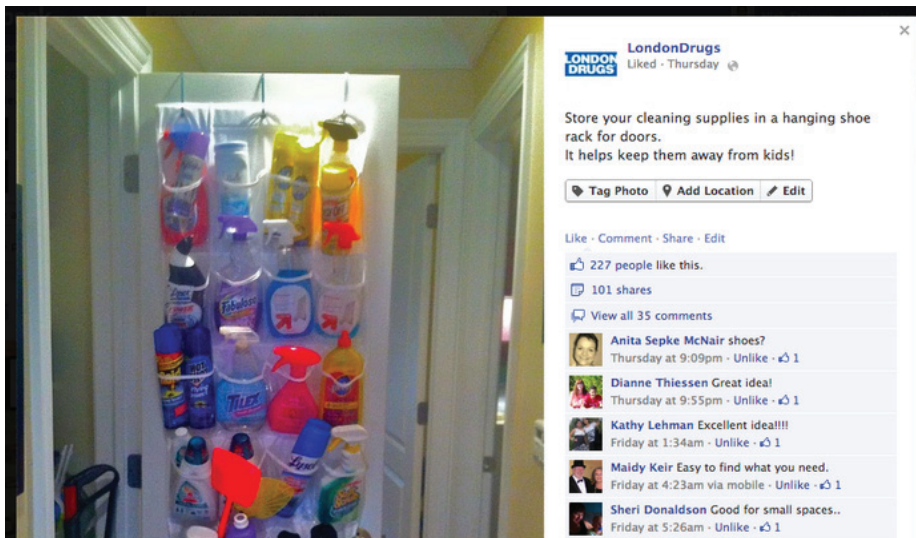 LONDON
DRUGS
LondonDrugs
Liked · Thursday
Store your cleaning supplies in a hanging shoe
rack for doors.
It helps keep them away from kids!
Tag Photo Add Location Edit
Like · Comment · Share · Edit
227 people like this.
101 shares
View all 35 comments
Anita Sepke McNair shoes?
Thursday at 9:09pm · Unlike · 1
Dianne Thiessen Great idea!
Thursday at 9:55pm · Unlike · 1
Kathy Lehman Excellent idea!!!!
Friday at 1:34am · Unlike · 1
Maidy Keir Easy to find what you need.
Friday at 4:23am via mobile · Unlike · 1
Sheri Donaldson Good for small spaces..
Friday at 5:26am · Unlike · 1
Fabuloso
TILEX
Lysol